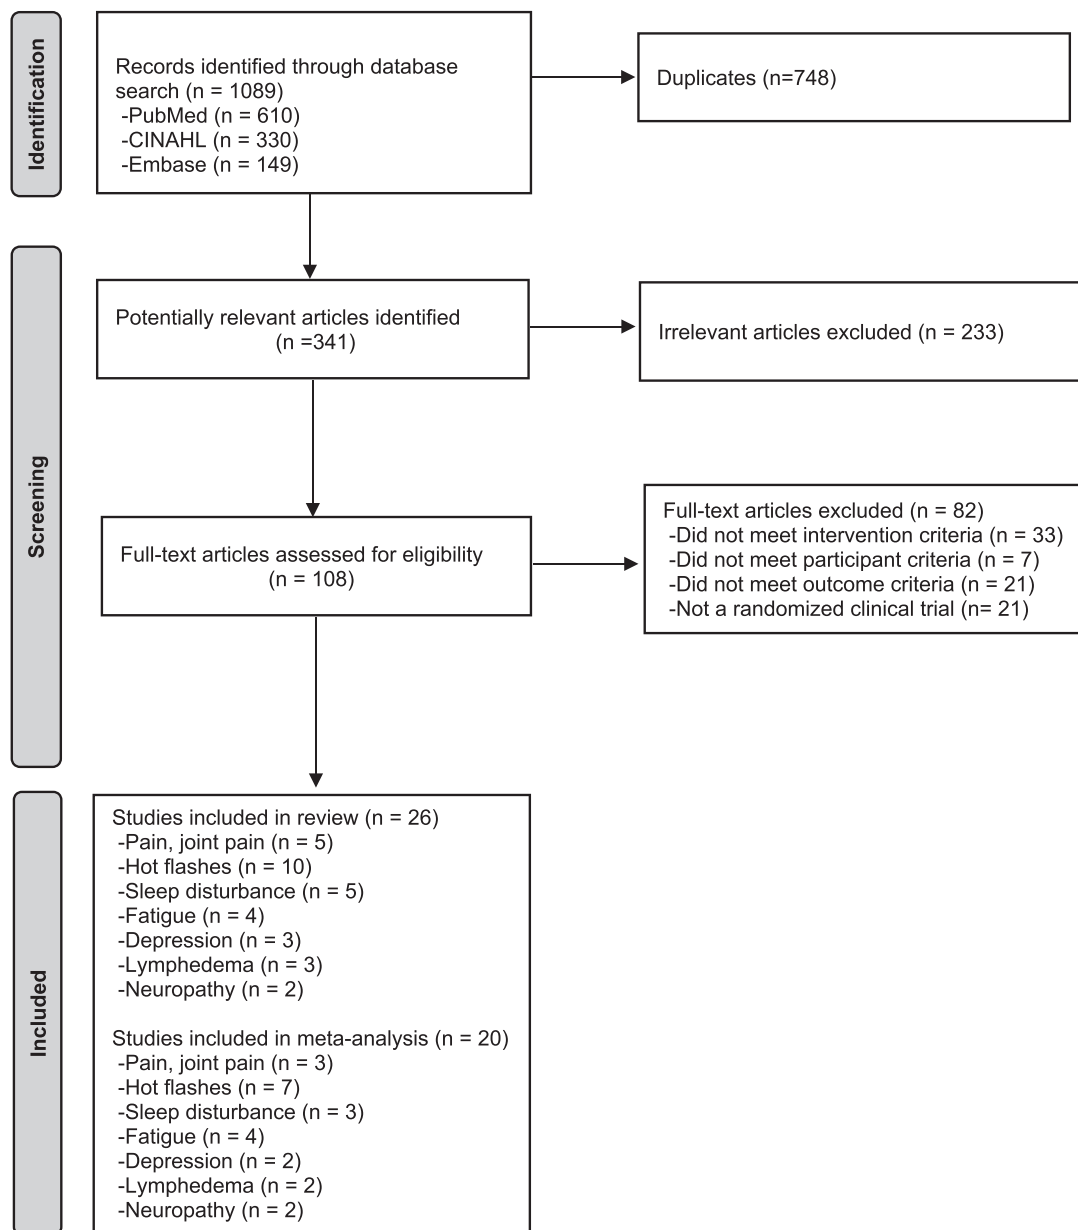 Identification
Records identified through database
search (n = 1089)
-PubMed (n = 610)
-CINAHL (n = 330)
-Embase (n = 149)
Duplicates (n=748)
Screening
Potentially relevant articles identified
(n =341)
Irrelevant articles excluded (n = 233)
Full-text articles assessed for eligibility
(n = 108)
Full-text articles excluded (n = 82)
-Did not meet intervention criteria (n = 33)
-Did not meet participant criteria (n = 7)
-Did not meet outcome criteria (n = 21)
-Not a randomized clinical trial (n= 21)
Included
Studies included in review (n = 26)
-Pain, joint pain (n = 5)
-Hot flashes (n = 10)
-Sleep disturbance (n = 5)
-Fatigue (n = 4)
-Depression (n = 3)
-Lymphedema (n = 3)
-Neuropathy (n = 2)
Studies included in meta-analysis (n = 20)
-Pain, joint pain (n = 3)
-Hot flashes (n = 7)
-Sleep disturbance (n = 3)
-Fatigue (n = 4)
-Depression (n = 2)
-Lymphedema (n = 2)
-Neuropathy (n = 2)